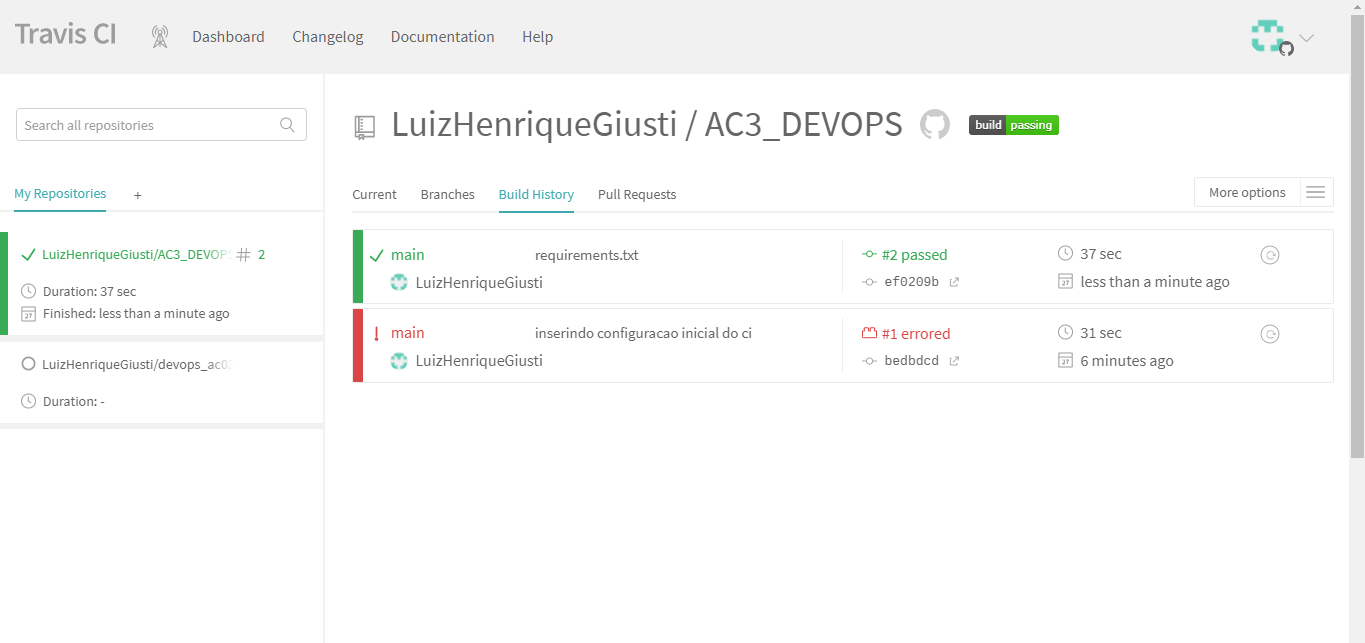 Travis CI Dashboard Changelog Documentation Help
Search all repositories
My Repositories +
LuizHenriqueGiusti/AC3_DEVOPS # 2
Duration: 37 sec
Finished: less than a minute ago
LuizHenriqueGiusti/devops_ac0
Duration: -
LuizHenriqueGiusti / AC3_DEVOPS build passing
Current Branches Build History Pull Requests More options
main requirements.txt #2 passed 37 sec
LuizHenriqueGiusti ef0209b 27 less than a minute ago
! main inserindo configuracao inicial do ci #1 errored 31 sec
LuizHenriqueGiusti bedbdcd 27 6 minutes ago